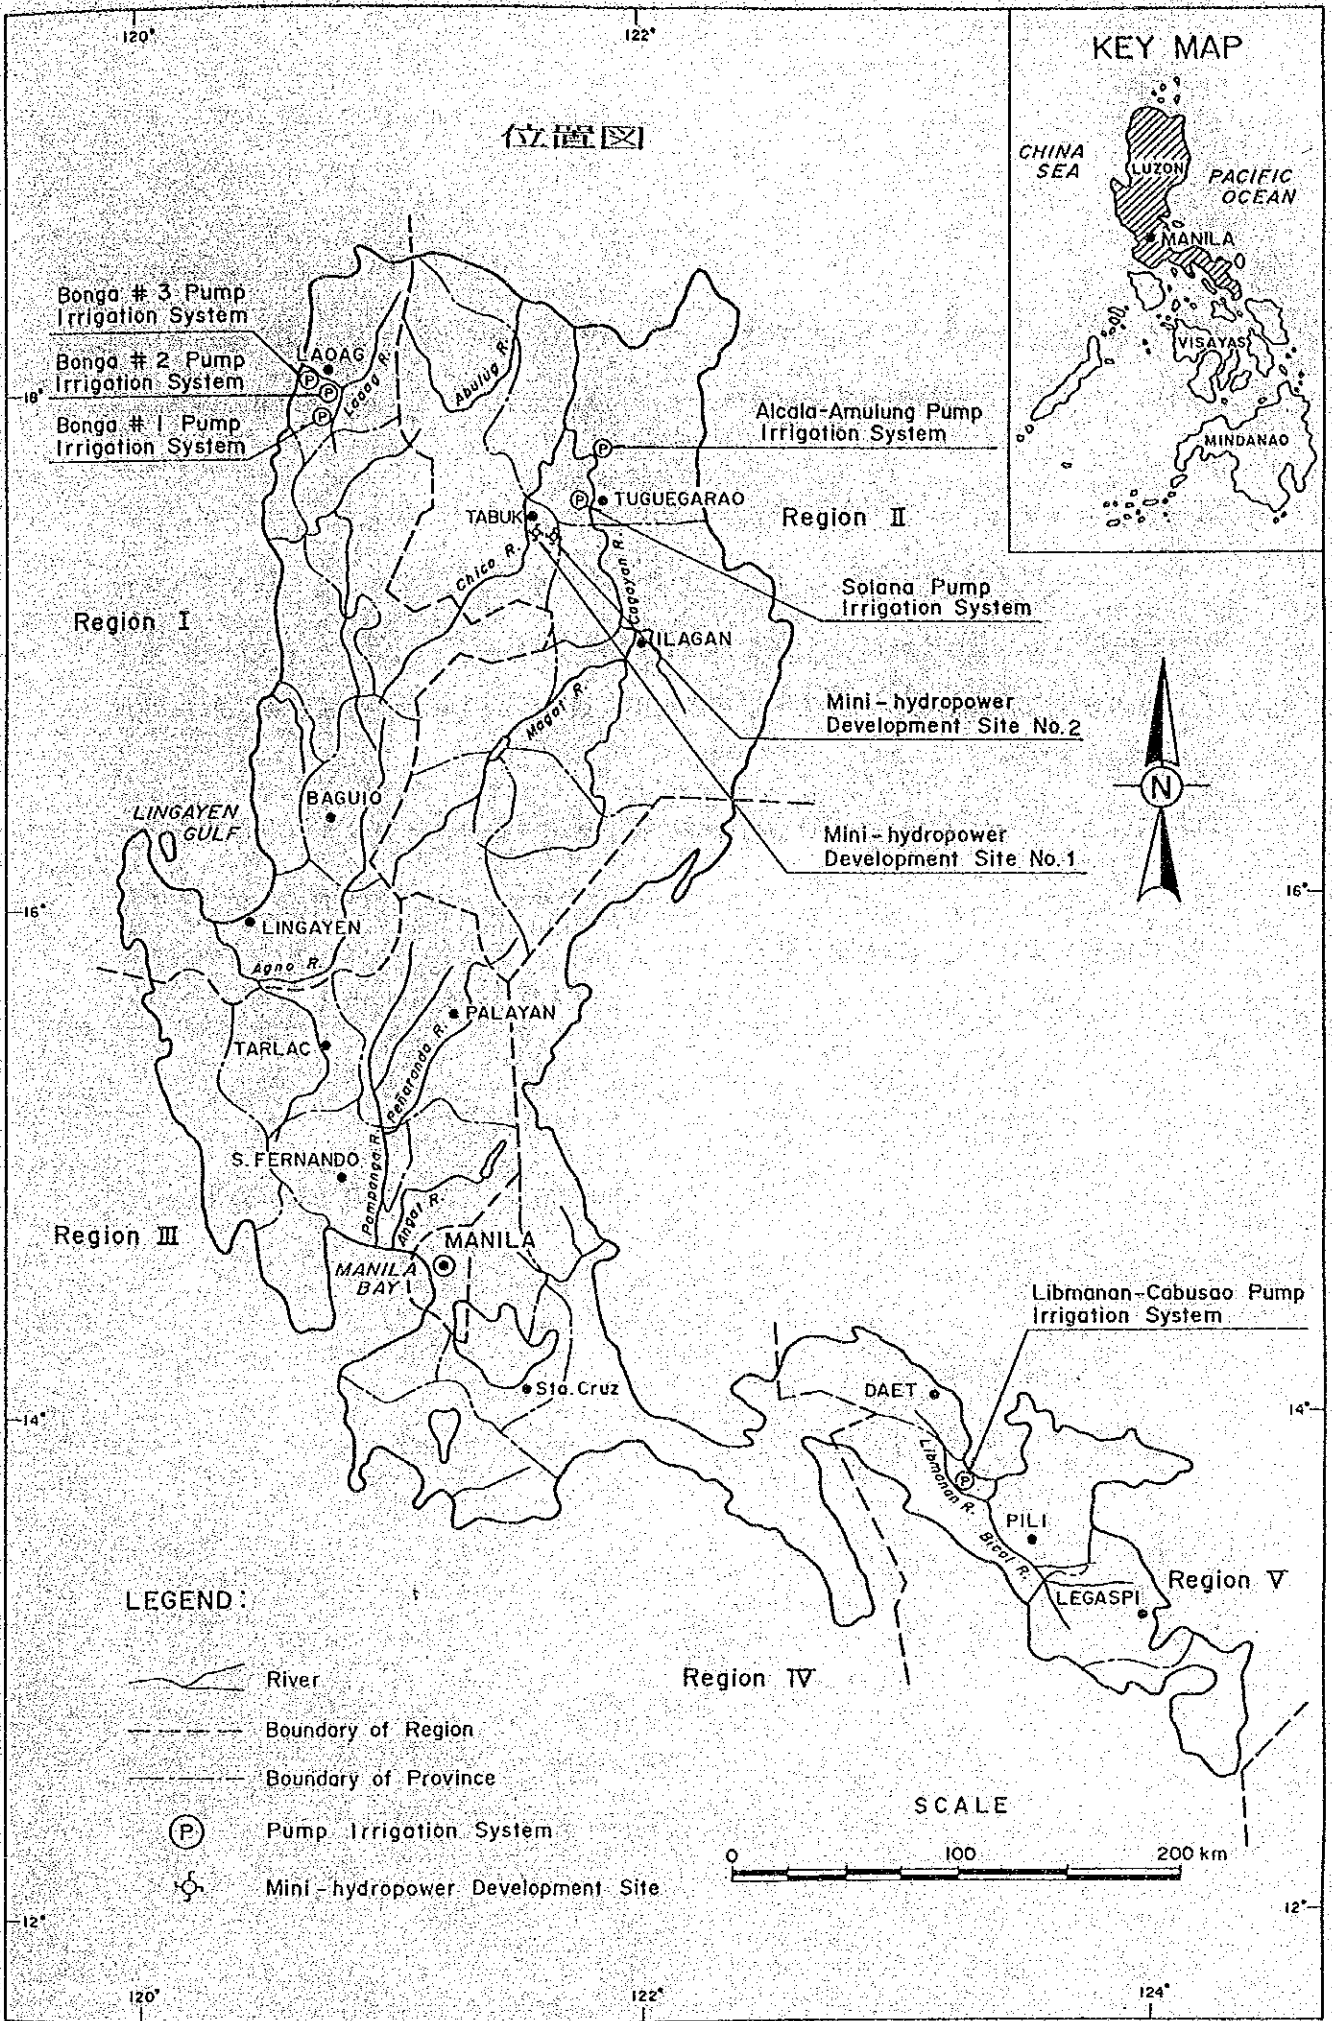 120°
122°
KEY MAP
位置図
CHINA
SEA
LUZON
PACIFIC
OCEAN
MANILA
VISAYAS
MINDANAO
Bonga # 3 Pump
Irrigation System
Bonga # 2 Pump
Irrigation System
Bonga # 1 Pump
Irrigation System
LAOAG
Laoag R.
Abulug R.
18°
Alcala-Amulung Pump
Irrigation System
P
P
P
P
P
TUGUEGARAO
TABUK
Region II
Chico R.
Cagayan R.
Solana Pump
Irrigation System
Region I
ILAGAN
Magat R.
Mini-hydropower
Development Site No.2
N
BAGUIO
LINGAYEN
GULF
Mini-hydropower
Development Site No.1
16°
16°
LINGAYEN
Agno R.
PALAYAN
TARLAC
Peñaranda R.
S. FERNANDO
Pampanga R.
Angat R.
Region III
MANILA
MANILA
BAY
Libmanan-Cabusao Pump
Irrigation System
Sta. Cruz
DAET
14°
14°
P
Libmanan R.
PILI
Bicol R.
Region V
LEGASPI
Region IV
LEGEND:
River
Boundary of Region
Boundary of Province
P
Pump Irrigation System
Mini-hydropower Development Site
SCALE
0 100 200 km
12°
12°
120°
122°
124°